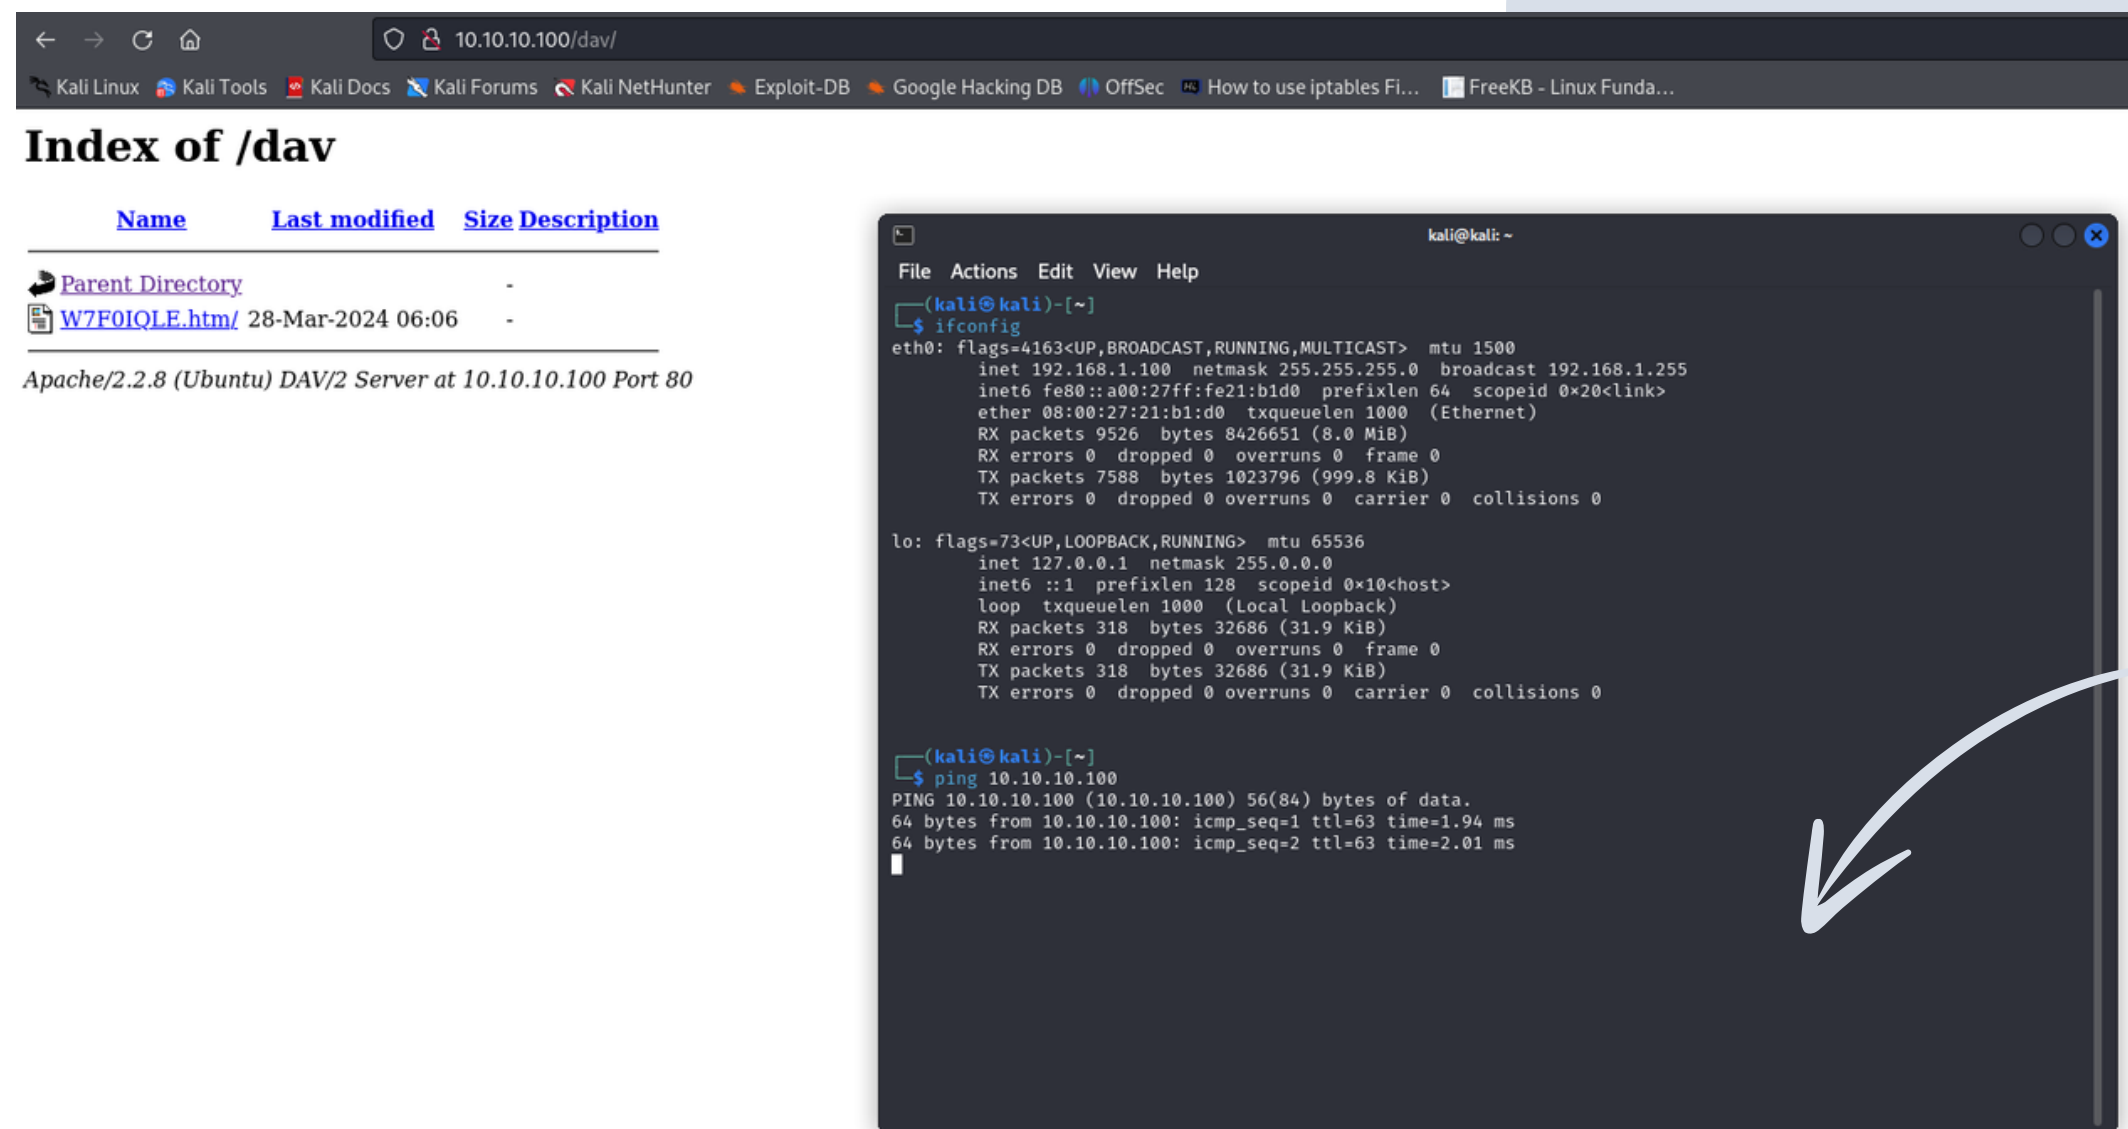 10.10.10.100/dav/
Kali Linux Kali Tools Kali Docs Kali Forums Kali NetHunter Exploit-DB Google Hacking DB OffSec How to use iptables Fi... FreeKB - Linux Funda...
Index of /dav
Name Last modified Size Description
Parent Directory -
W7F0IQLE.htm/ 28-Mar-2024 06:06 -
Apache/2.2.8 (Ubuntu) DAV/2 Server at 10.10.10.100 Port 80
kali@kali: ~
File Actions Edit View Help
(kali㉿kali)-[~]
$ ifconfig
eth0: flags=4163<UP,BROADCAST,RUNNING,MULTICAST> mtu 1500
inet 192.168.1.100 netmask 255.255.255.0 broadcast 192.168.1.255
inet6 fe80::a00:27ff:fe21:b1d0 prefixlen 64 scopeid 0×20<link>
ether 08:00:27:21:b1:d0 txqueuelen 1000 (Ethernet)
RX packets 9526 bytes 8426651 (8.0 MiB)
RX errors 0 dropped 0 overruns 0 frame 0
TX packets 7588 bytes 1023796 (999.8 KiB)
TX errors 0 dropped 0 overruns 0 carrier 0 collisions 0
lo: flags=73<UP,LOOPBACK,RUNNING> mtu 65536
inet 127.0.0.1 netmask 255.0.0.0
inet6 ::1 prefixlen 128 scopeid 0×10<host>
loop txqueuelen 1000 (Local Loopback)
RX packets 318 bytes 32686 (31.9 KiB)
RX errors 0 dropped 0 overruns 0 frame 0
TX packets 318 bytes 32686 (31.9 KiB)
TX errors 0 dropped 0 overruns 0 carrier 0 collisions 0
(kali㉿kali)-[~]
$ ping 10.10.10.100
PING 10.10.10.100 (10.10.10.100) 56(84) bytes of data.
64 bytes from 10.10.10.100: icmp_seq=1 ttl=63 time=1.94 ms
64 bytes from 10.10.10.100: icmp_seq=2 ttl=63 time=2.01 ms